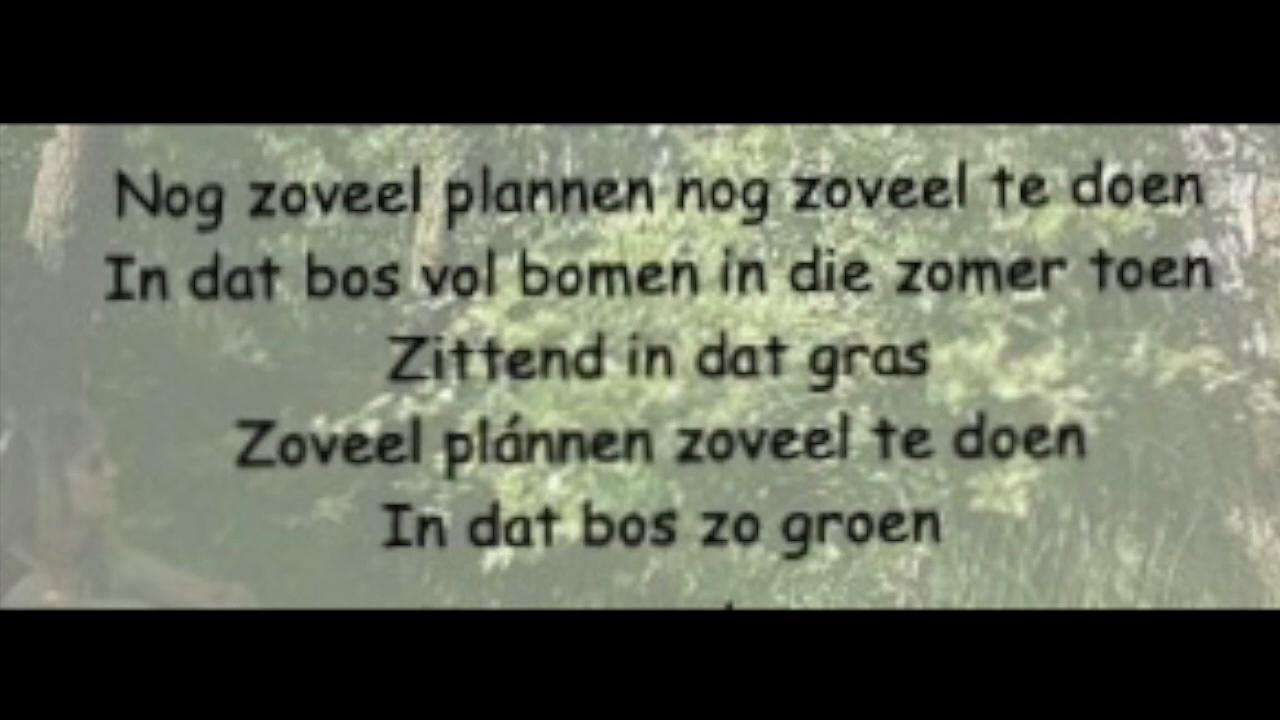 Nog zoveel plannen nog zoveel te doen
In dat bos vol bomen in die zomer toen
Zittend in dat gras
Zoveel plánnen zoveel te doen
In dat bos zo groen